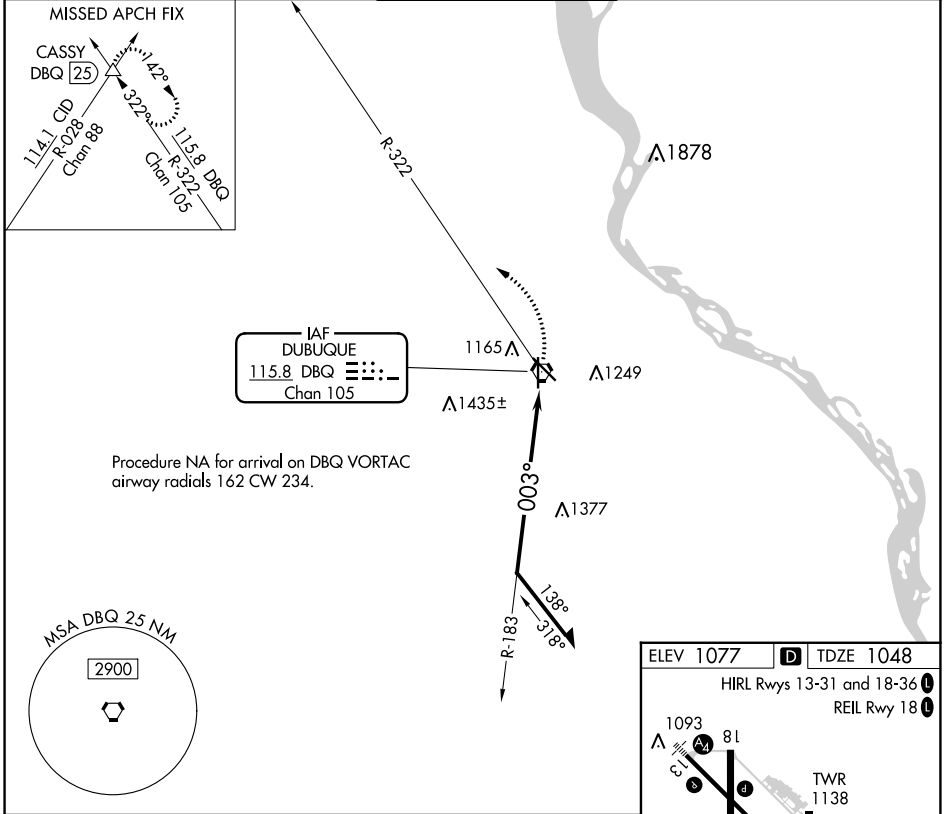 MISSED APCH FIX
CASSY
DBQ 25
142°
322°
114.1 CID
R-028
Chan 88
115.8 DBQ
R-322
Chan 105
R-322
1878
IAF
DUBUQUE
115.8 DBQ
Chan 105
1165
1249
1435±
Procedure NA for arrival on DBQ VORTAC
airway radials 162 CW 234.
003°
1377
138°
318°
R-183
MSA DBQ 25 NM
2900
ELEV 1077 D TDZE 1048
HIRL Rwys 13-31 and 18-36 L
REIL Rwy 18 L
1093
A4
18
13
P
P
TWR
1138